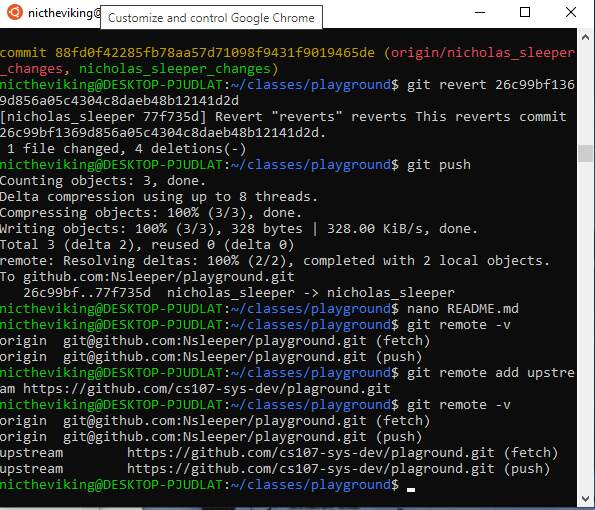 nictheviking@
Customize and control Google Chrome
commit 88fd0f42285fb78aa57d71098f9431f9019465de (origin/nicholas_sleeper
_changes, nicholas_sleeper_changes)
nictheviking@DESKTOP-PJUDLAT:~/classes/playground$ git revert 26c99bf136
9d856a05c4304c8daeb48b12141d2d
[nicholas_sleeper 77f735d] Revert "reverts" reverts This reverts commit
26c99bf1369d856a05c4304c8daeb48b12141d2d.
 1 file changed, 4 deletions(-)
nictheviking@DESKTOP-PJUDLAT:~/classes/playground$ git push
Counting objects: 3, done.
Delta compression using up to 8 threads.
Compressing objects: 100% (3/3), done.
Writing objects: 100% (3/3), 328 bytes | 328.00 KiB/s, done.
Total 3 (delta 2), reused 0 (delta 0)
remote: Resolving deltas: 100% (2/2), completed with 2 local objects.
To github.com:Nsleeper/playground.git
   26c99bf..77f735d  nicholas_sleeper -> nicholas_sleeper
nictheviking@DESKTOP-PJUDLAT:~/classes/playground$ nano README.md
nictheviking@DESKTOP-PJUDLAT:~/classes/playground$ git remote -v
origin  git@github.com:Nsleeper/playground.git (fetch)
origin  git@github.com:Nsleeper/playground.git (push)
nictheviking@DESKTOP-PJUDLAT:~/classes/playground$ git remote add upstre
am https://github.com/cs107-sys-dev/plaground.git
nictheviking@DESKTOP-PJUDLAT:~/classes/playground$ git remote -v
origin  git@github.com:Nsleeper/playground.git (fetch)
origin  git@github.com:Nsleeper/playground.git (push)
upstream        https://github.com/cs107-sys-dev/plaground.git (fetch)
upstream        https://github.com/cs107-sys-dev/plaground.git (push)
nictheviking@DESKTOP-PJUDLAT:~/classes/playground$